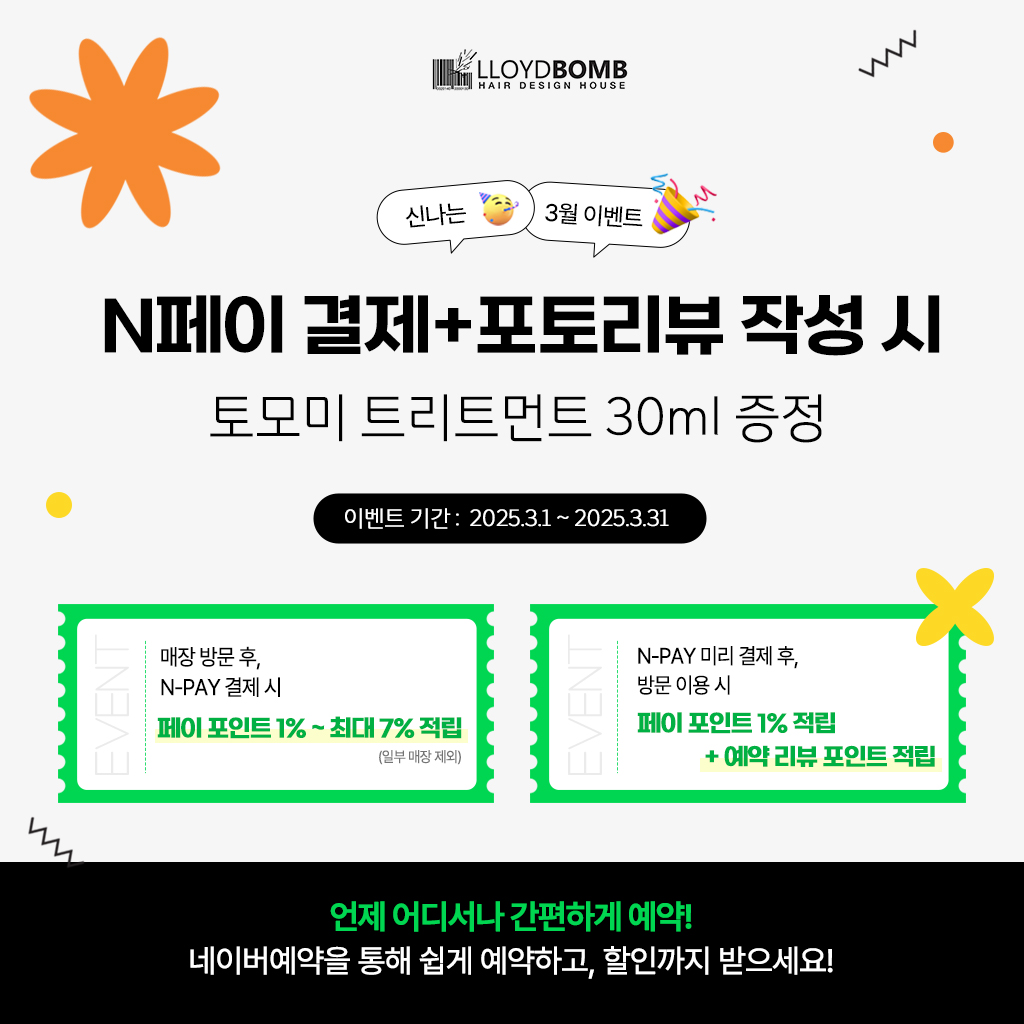 LLOYDBOMB
HAIR DESIGN HOUSE
신나는
3월 이벤트
N페이 결제+포토리뷰 작성 시
토모미 트리트먼트 30ml 증정
이벤트 기간 : 2025.3.1 ~ 2025.3.31
EVENT
매장 방문 후,
N-PAY 결제 시
페이 포인트 1% ~ 최대 7% 적립
(일부 매장 제외)
EVENT
N-PAY 미리 결제 후,
방문 이용 시
페이 포인트 1% 적립
+ 예약 리뷰 포인트 적립
언제 어디서나 간편하게 예약!
네이버예약을 통해 쉽게 예약하고, 할인까지 받으세요!